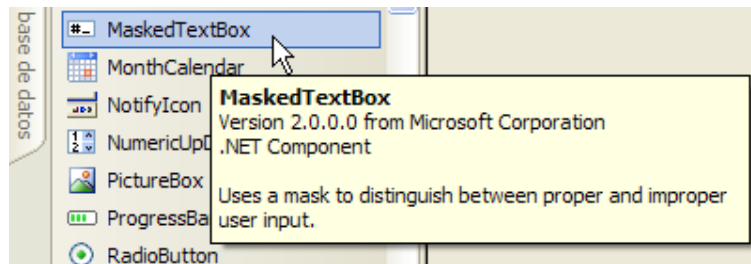 base de datos
MaskedTextBox
MonthCalendar
NotifyIcon
NumericUpD
PictureBox
ProgressBa
RadioButton
MaskedTextBox
Version 2.0.0.0 from Microsoft Corporation
.NET Component
Uses a mask to distinguish between proper and improper
user input.